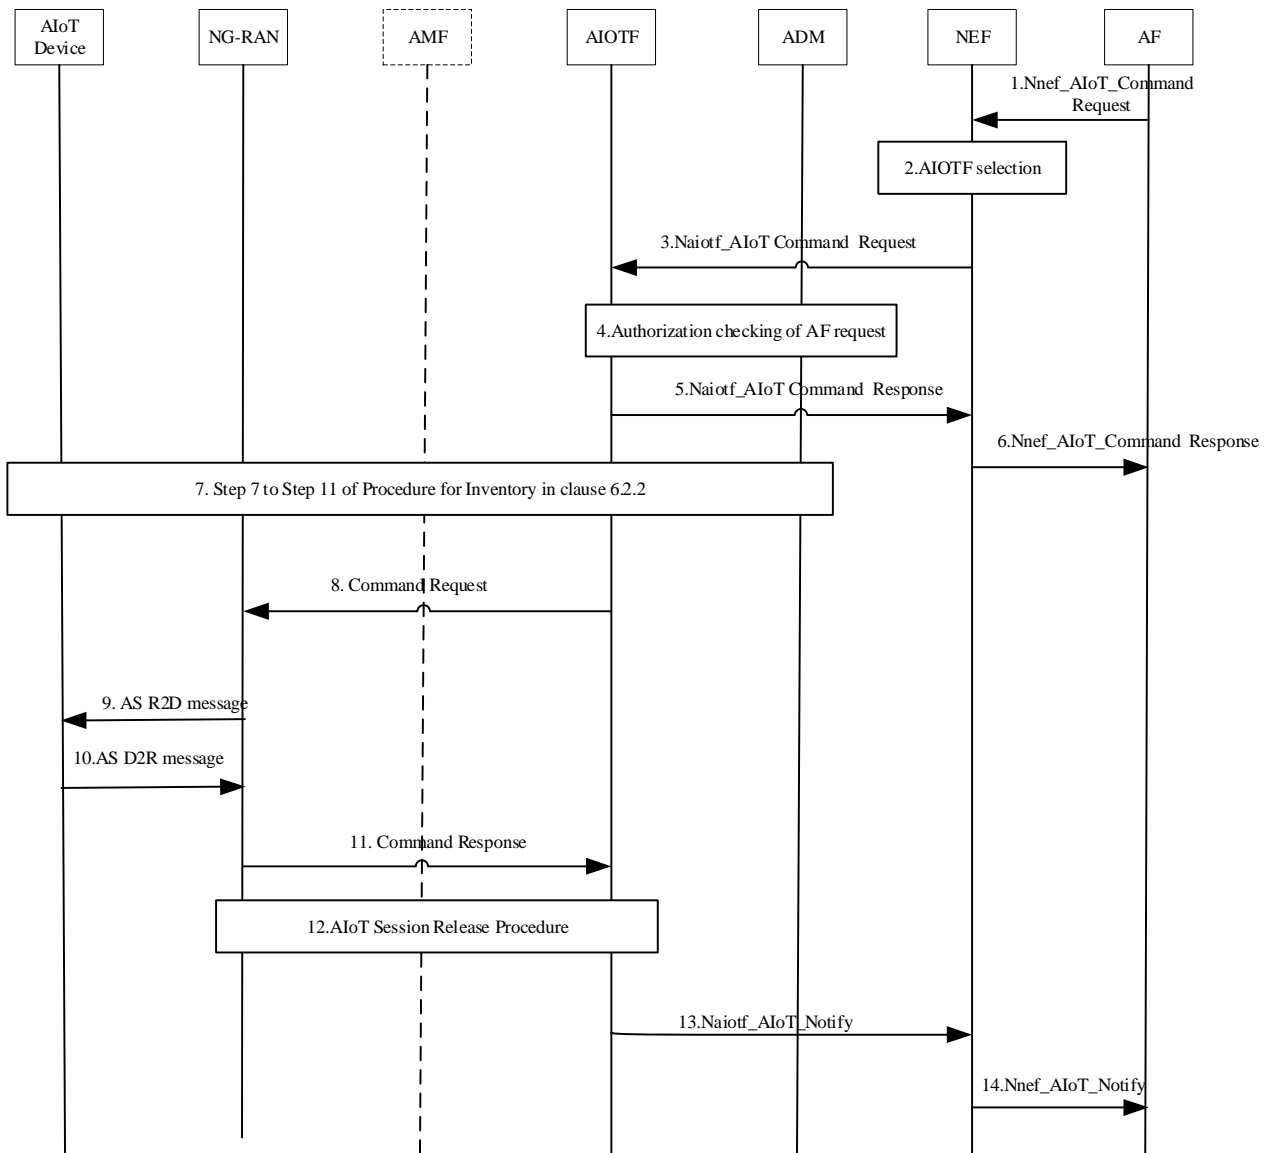 AIoT
Device
NG-RAN
AMF
AIOTF
ADM
NEF
AF
1.Nnef_AIoT_Command
Request
2.AIOTF selection
3.Naiotf_AIoT Command Request
4.Authorization checking of AF request
5.Naiotf_AIoT Command Response
6.Nnef_AIoT_Command Response
7. Step 7 to Step 11 of Procedure for Inventory in clause 6.2.2
8. Command Request
9. AS R2D message
10.AS D2R message
11. Command Response
12.AIoT Session Release Procedure
13.Naiotf_AIoT_Notify
14.Nnef_AIoT_Notify